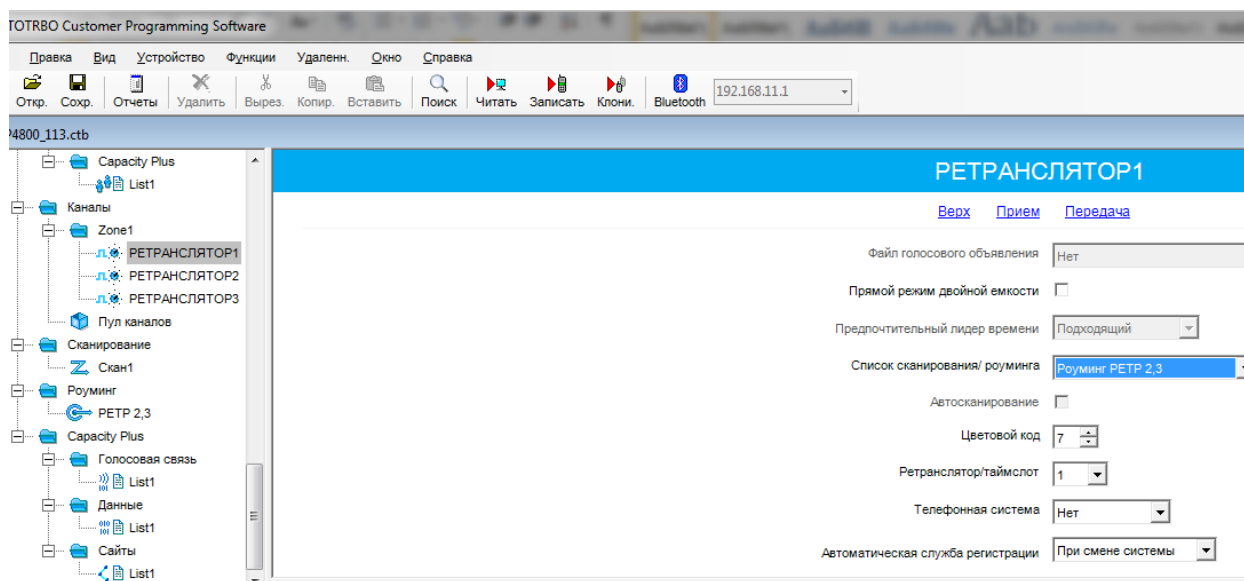 TOTRBO Customer Programming Software
Правка Вид Устройство Функции Удаленн. Окно Справка
Откр. Сохр. Отчеты Удалить Вырез. Копир. Вставить Поиск Читать Записать Клони. Bluetooth 192.168.11.1
P4800_113.ctb
Capacity Plus
List1
Каналы
Zone1
РЕТРАНСЛЯТОР1
РЕТРАНСЛЯТОР2
РЕТРАНСЛЯТОР3
Пул каналов
Сканирование
Скан1
Роуминг
РЕТР 2,3
Capacity Plus
Голосовая связь
List1
Данные
List1
Сайты
List1
РЕТРАНСЛЯТОР1
Верх Прием Передача
Файл голосового объявления Нет
Прямой режим двойной емкости
Предпочтительный лидер времени Подходящий
Список сканирования/ роуминга Роуминг РЕТР 2,3
Автосканирование
Цветовой код 7
Ретранслятор/таймслот 1
Телефонная система Нет
Автоматическая служба регистрации При смене системы